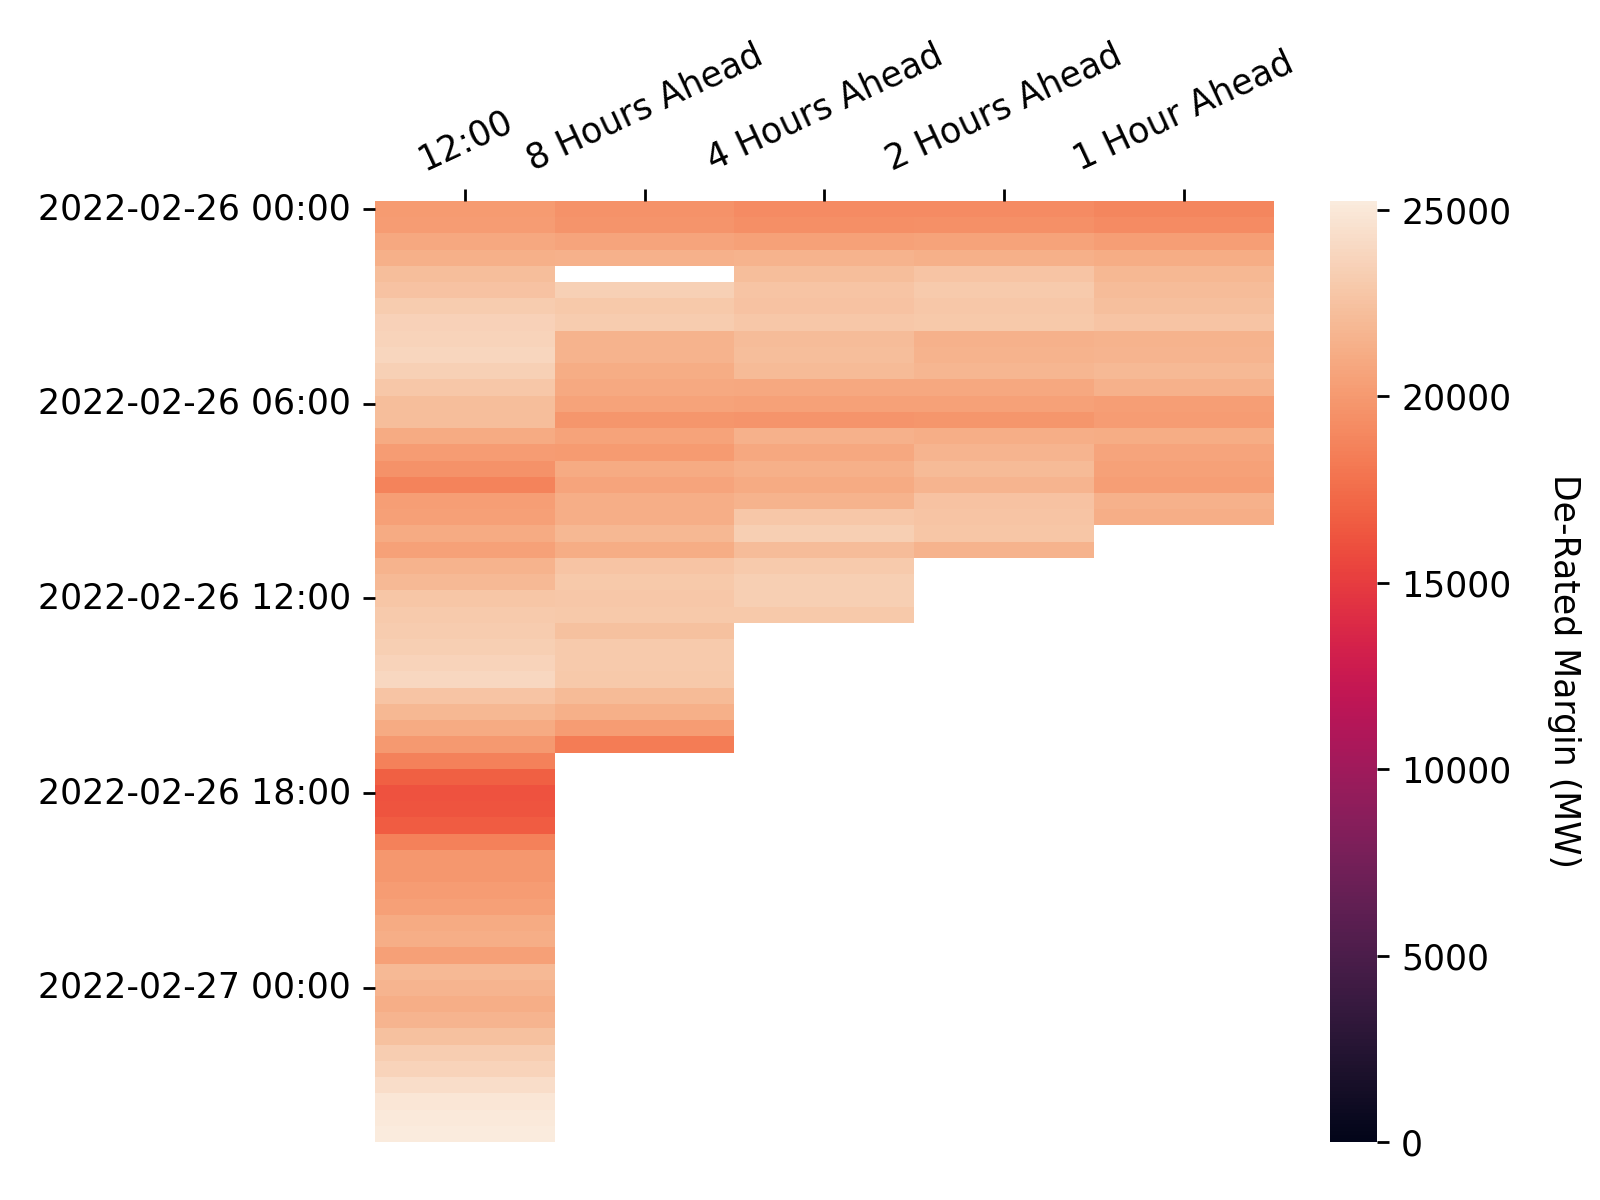 12:00
8 Hours Ahead
4 Hours Ahead
2 Hours Ahead
1 Hour Ahead
2022-02-26 00:00
2022-02-26 06:00
2022-02-26 12:00
2022-02-26 18:00
2022-02-27 00:00
25000
20000
15000
10000
5000
0
De-Rated Margin (MW)